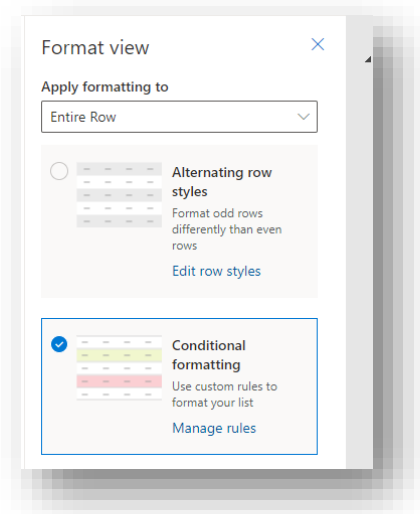 Format view
Apply formatting to
Entire Row
Alternating row
styles
Format odd rows
differently than even
rows
Edit row styles
Conditional
formatting
Use custom rules to
format your list
Manage rules